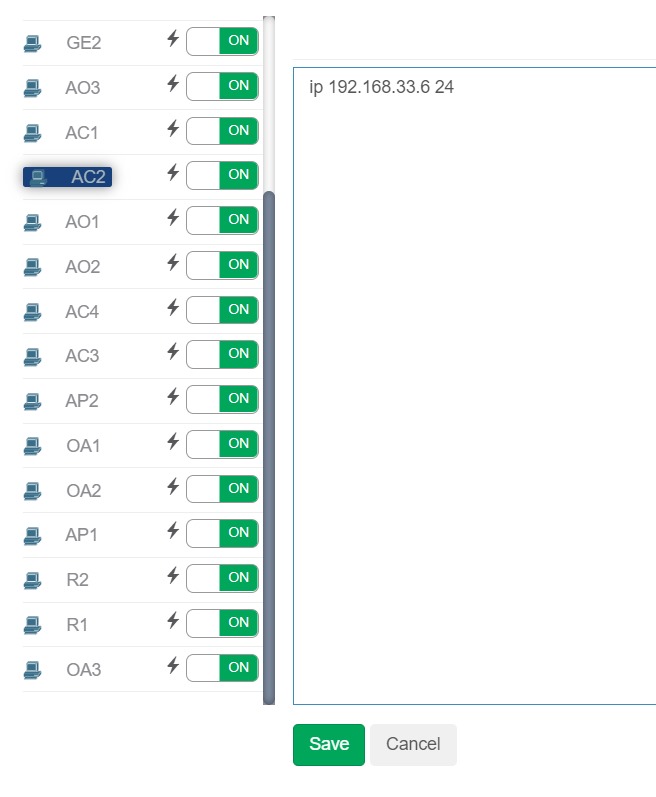 GE2 ON
AO3 ON
AC1 ON
AC2 ON
AO1 ON
AO2 ON
AC4 ON
AC3 ON
AP2 ON
OA1 ON
OA2 ON
AP1 ON
R2 ON
R1 ON
OA3 ON
ip 192.168.33.6 24
Save Cancel